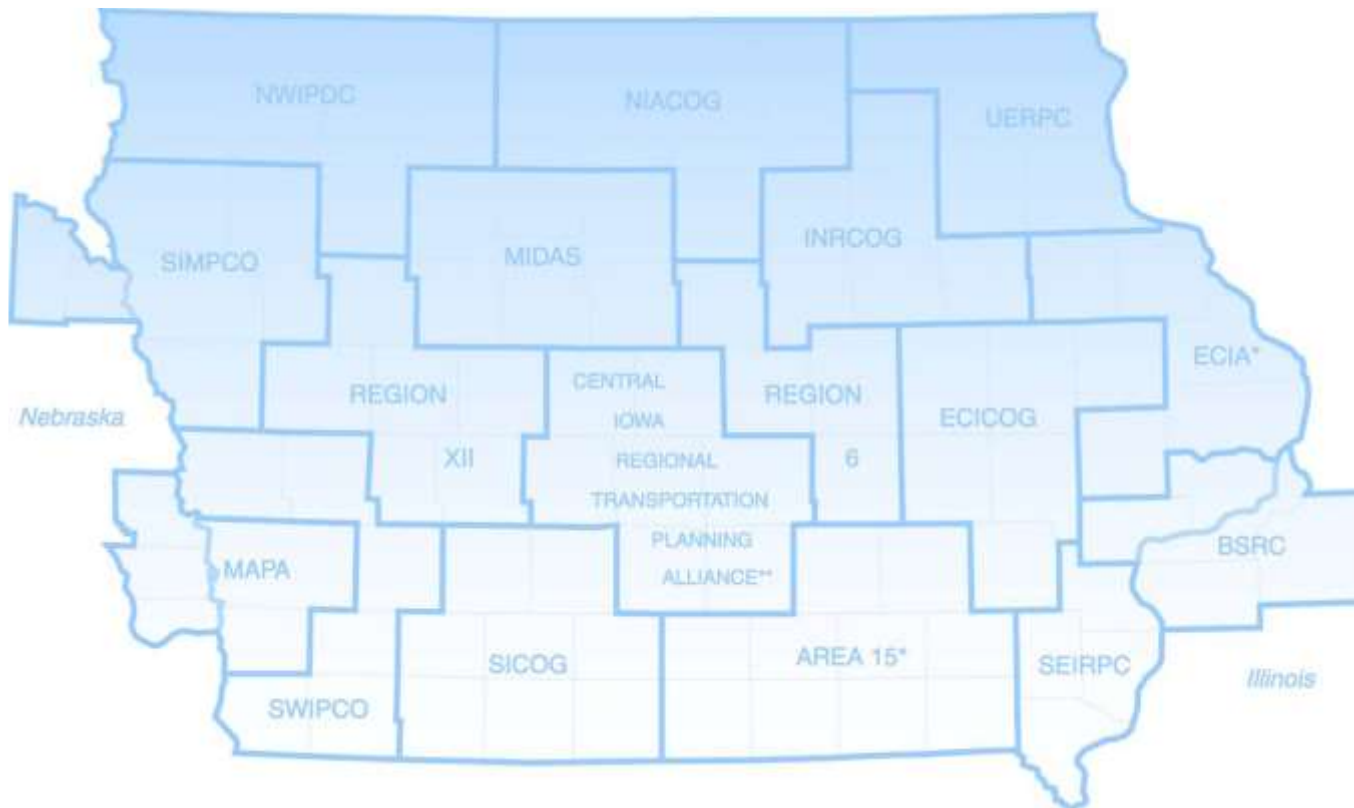 NWIPDC
NIACOG
UERPC
SIMPCO
MIDAS
INRCOG
ECIA*
Nebraska
REGION
XII
CENTRAL
IOWA
REGIONAL
TRANSPORTATION
PLANNING
ALLIANCE**
REGION
6
ECICOG
MAPA
BSRC
SICOG
AREA 15*
SEIRPC
Illinois
SWIPCO